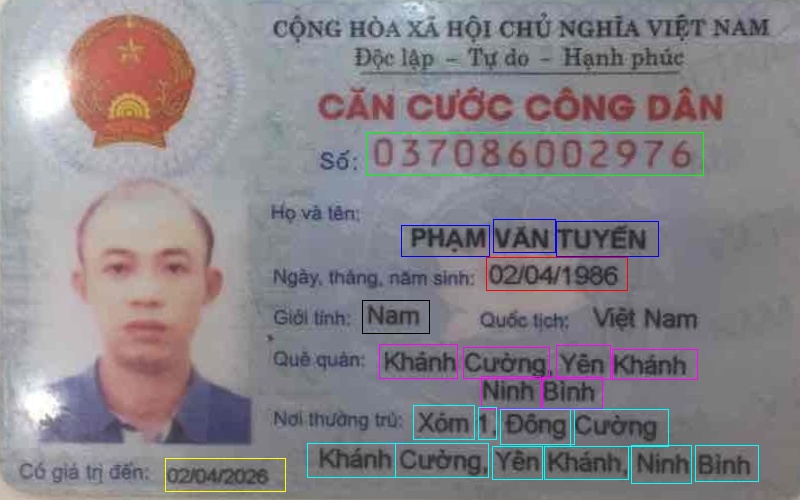 CỘNG HÒA XÃ HỘI CHỦ NGHĨA VIỆT NAM
Độc lập – Tự do – Hạnh phúc
CĂN CƯỚC CÔNG DÂN
Số: 037086002976
Họ và tên:
PHẠM VĂN TUYẾN
Ngày, tháng, năm sinh: 02/04/1986
Giới tính: Nam Quốc tịch: Việt Nam
Quê quán: Khánh Cường, Yên Khánh
Ninh Bình
Nơi thường trú: Xóm 1, Đông Cường
Khánh Cường, Yên Khánh, Ninh Bình
Có giá trị đến: 02/04/2026